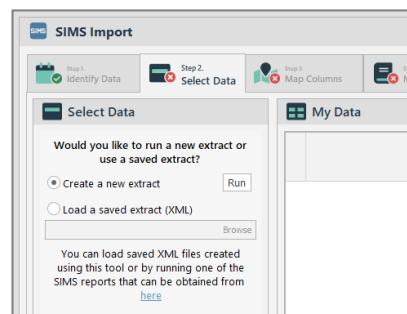 SIMS SIMS Import
Step 1.
Identify Data
Step 2.
Select Data
Step 3.
Map Columns
Select Data
My Data
Would you like to run a new extract or
use a saved extract?
Create a new extract
Run
Load a saved extract (XML)
Browse
You can load saved XML files created
using this tool or by running one of the
SIMS reports that can be obtained from
here